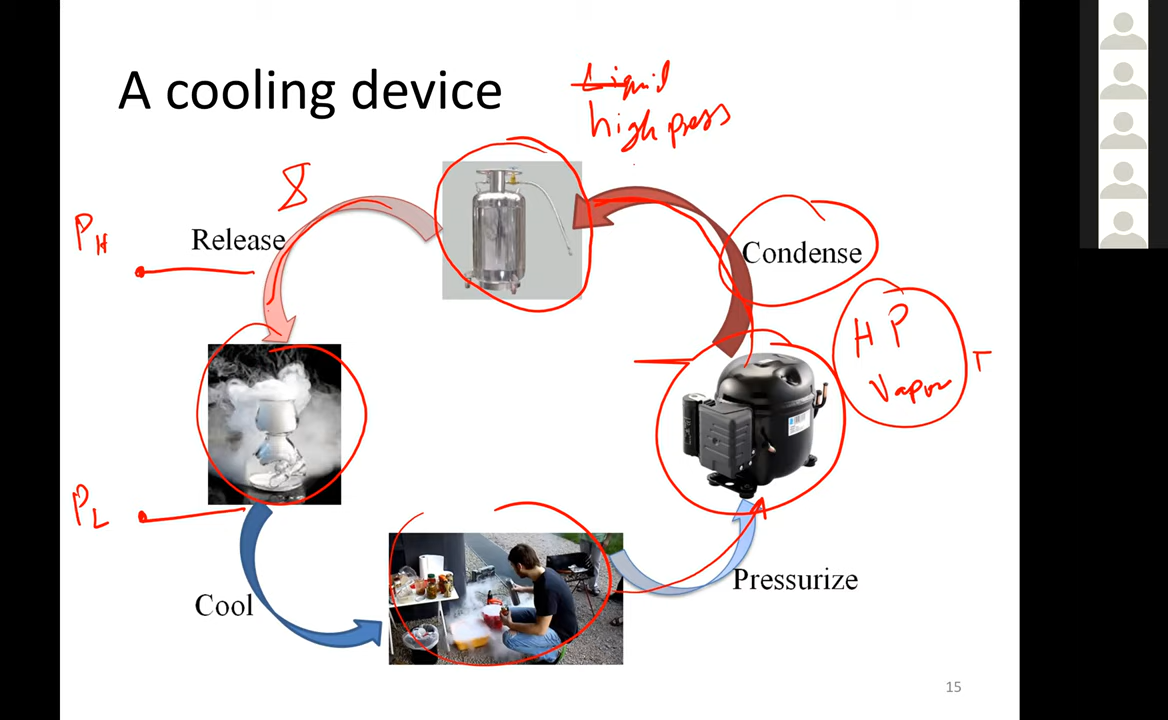 A cooling device
Liquid
high press
P_H
Release
Condense
H P
Vapor
T
P_L
Cool
Pressurize
15